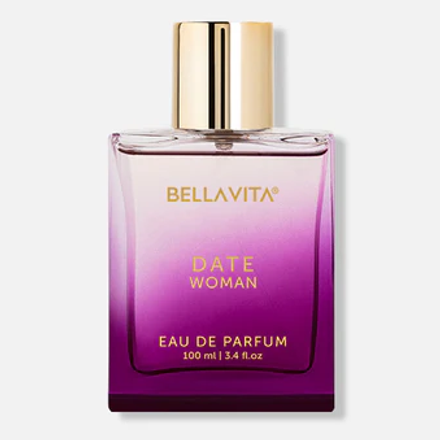 BELLAVITA®
DATE
WOMAN
EAU DE PARFUM
100 ml | 3.4 fl.oz